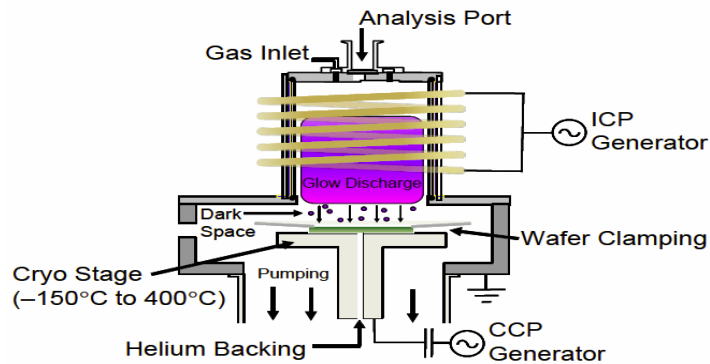 Analysis Port
Gas Inlet
ICP
Generator
Glow Discharge
Dark
Space
Wafer Clamping
Cryo Stage
(–150°C to 400°C)
Pumping
Helium Backing
CCP
Generator